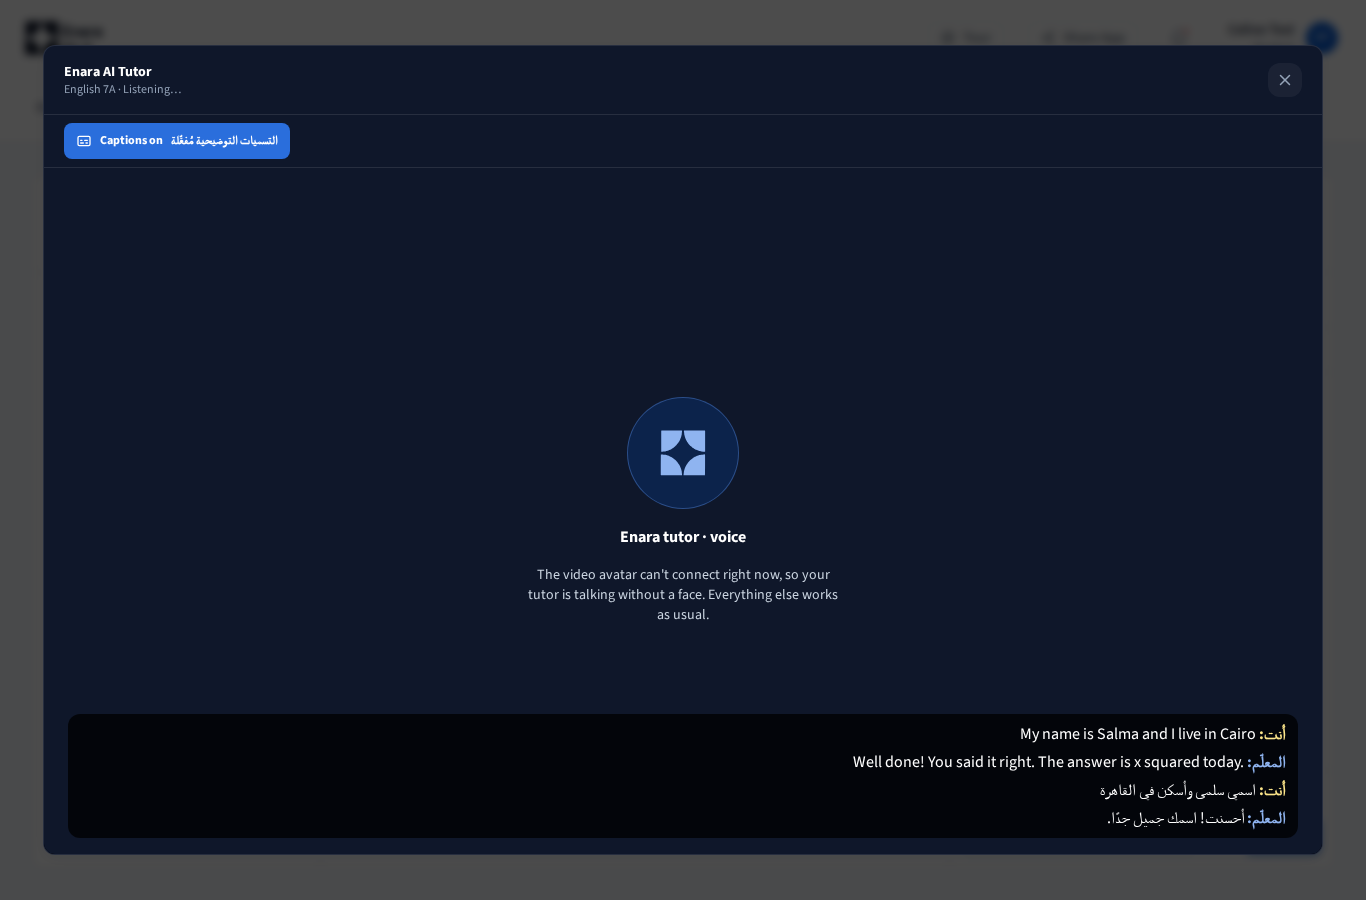 Enara AI Tutor
English 7A · Listening…
Captions on التسميات التوضيحية مُفعّلة
Enara tutor · voice
The video avatar can't connect right now, so your
tutor is talking without a face. Everything else works
as usual.
أنت: My name is Salma and I live in Cairo
المعلّم: Well done! You said it right. The answer is x squared today.
أنت: اسمي سلمى وأسكن في القاهرة
المعلّم: أحسنت! اسمك جميل جدًا.